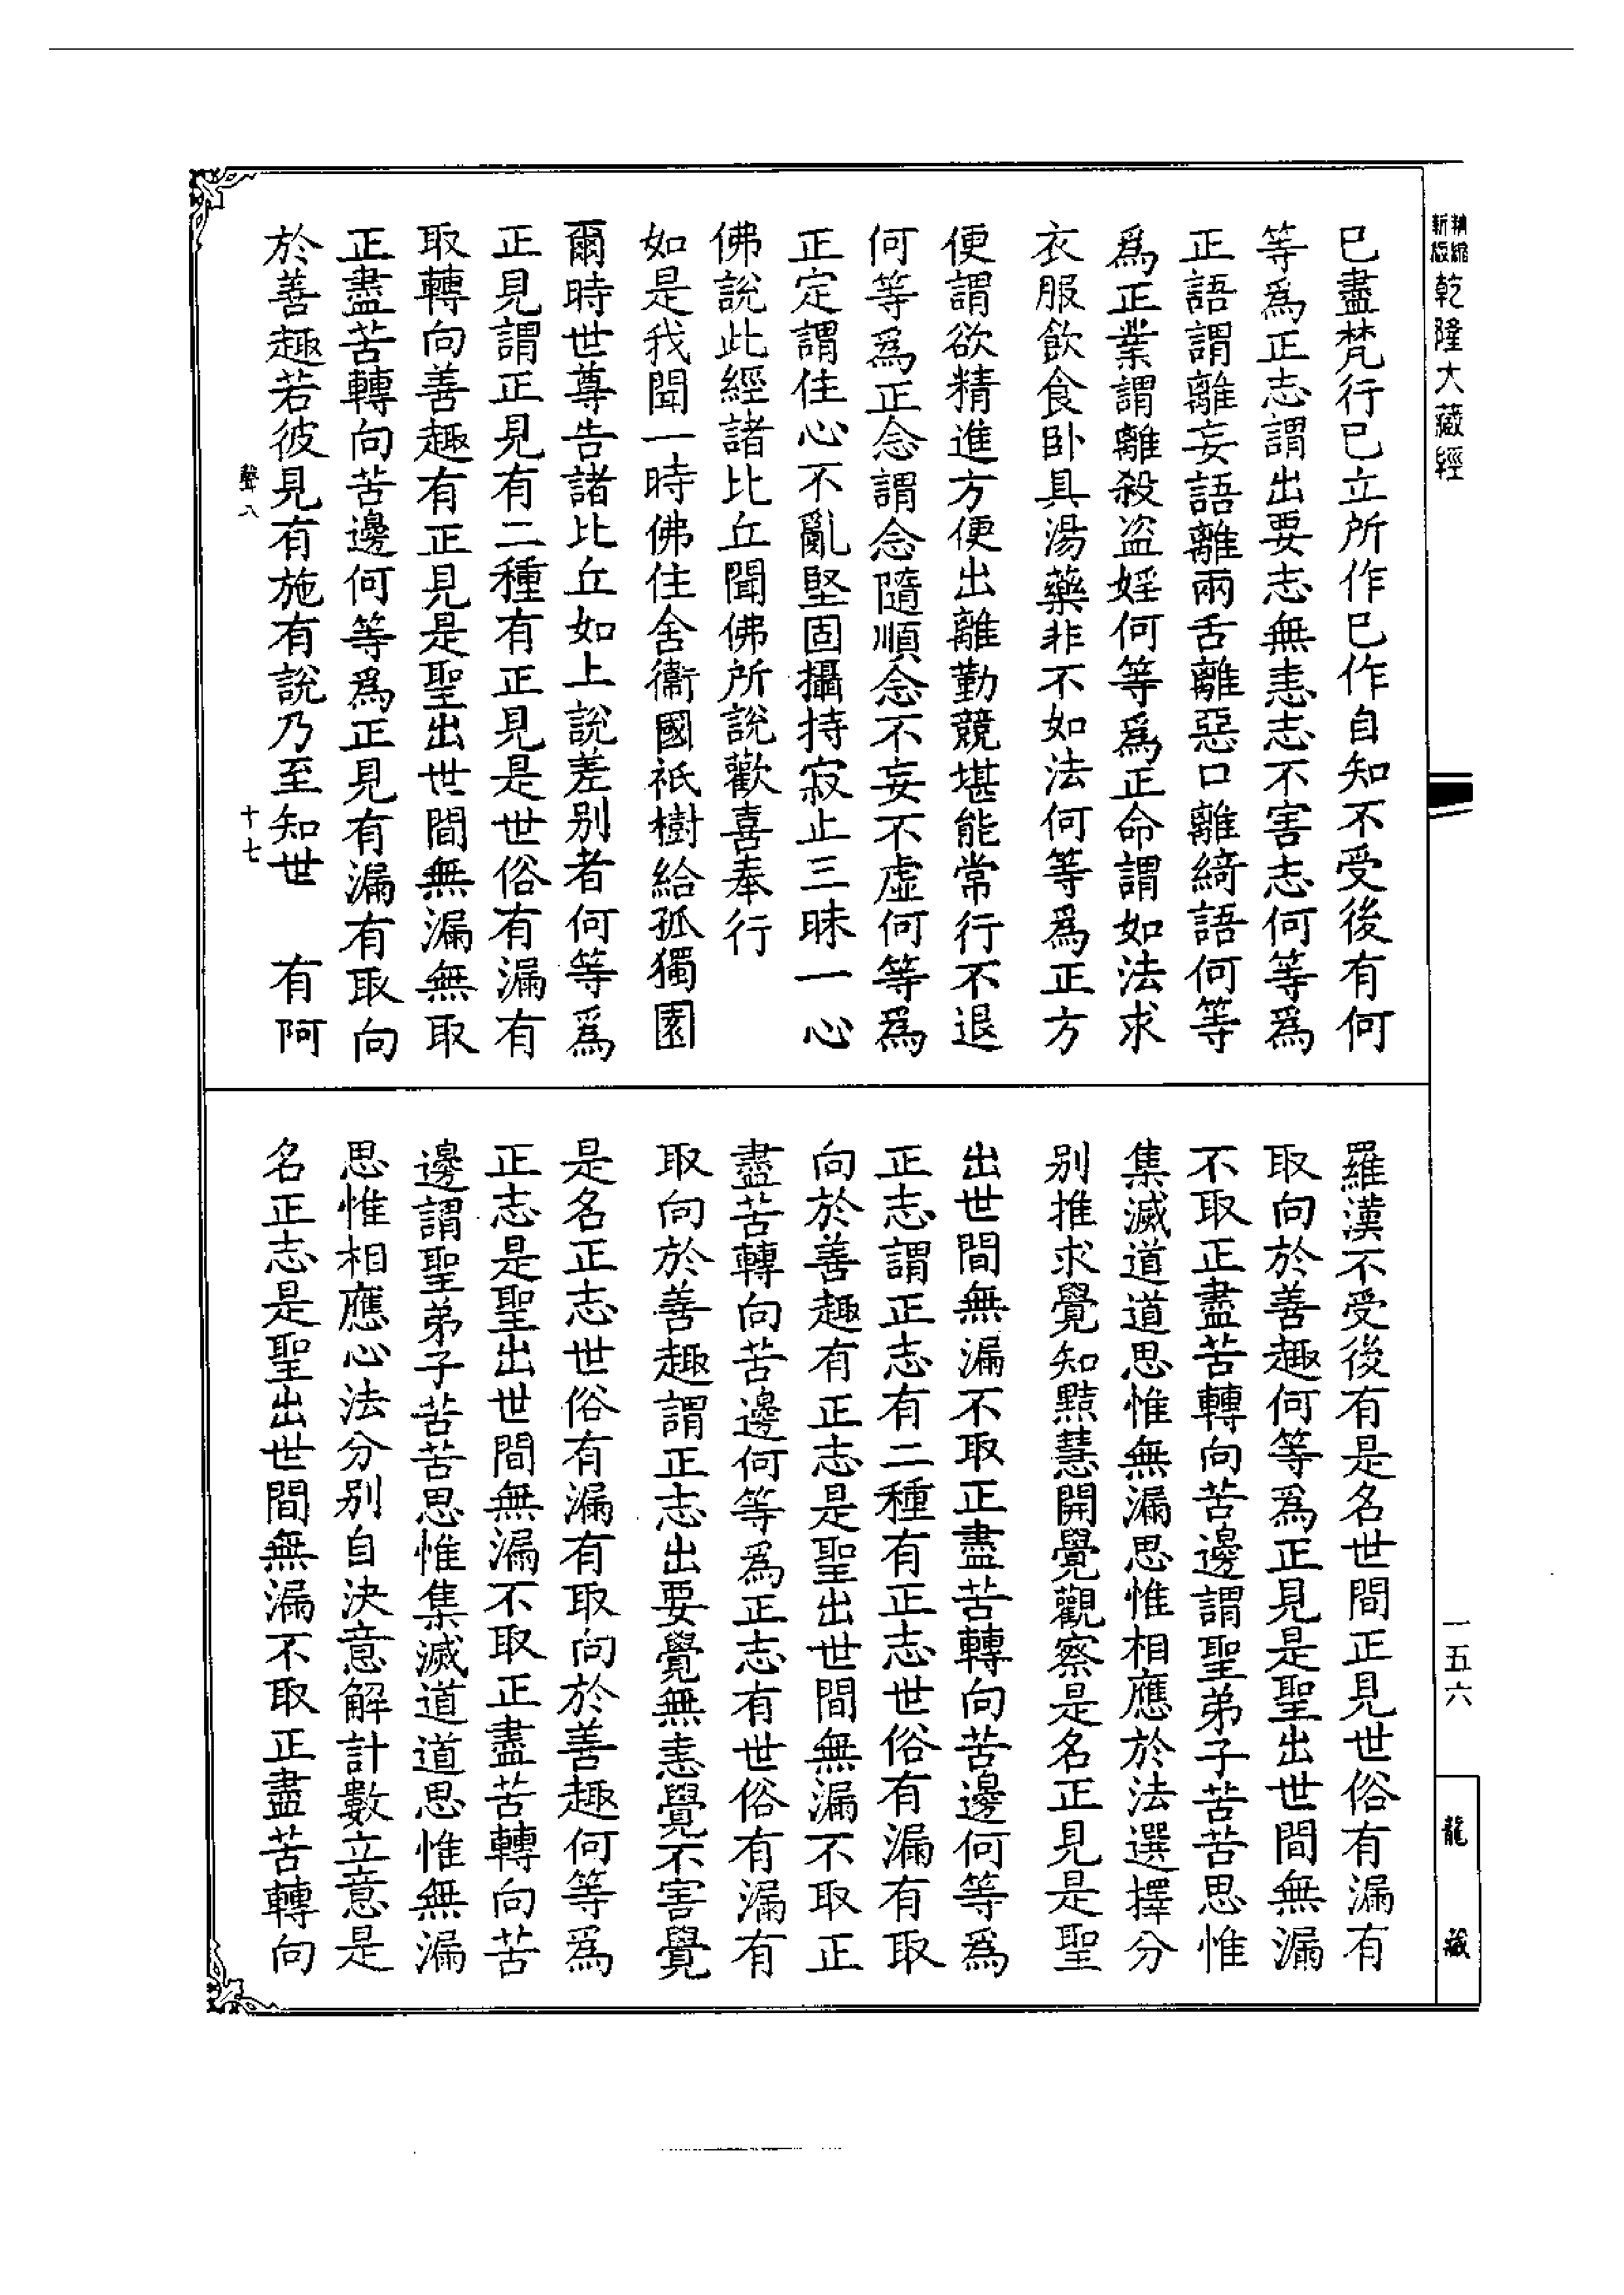 精縮
新版
乾隆大藏經
已盡梵行已立所作已作自知不受後有何
等為正志謂出要志無恚志不害志何等為
正語謂離妄語離兩舌離惡口離綺語何等
為正業謂離殺盜婬何等為正命謂如法求
衣服飲食卧具湯藥非不如法何等為正方
便謂欲精進方便出離勤競堪能常行不退
何等為正念謂念隨順念不妄不虛何等為
正定謂住心不亂堅固攝持寂止三昧一心
佛說此經諸比丘聞佛所說歡喜奉行
如是我聞一時佛住舍衞國祇樹給孤獨園
爾時世尊告諸比丘如上說差別者何等為
正見謂正見有二種有正見是世俗有漏有
取轉向善趣有正見是聖出世間無漏無取
正盡苦轉向苦邊何等為正見有漏有取向
於善趣若彼見有施有說乃至知世　有阿
聲八
十七
羅漢不受後有是名世間正見世俗有漏有
取向於善趣何等為正見是聖出世間無漏
不取正盡苦轉向苦邊謂聖弟子苦苦思惟
集滅道道思惟無漏思惟相應於法選擇分
別推求覺知黠慧開覺觀察是名正見是聖
出世間無漏不取正盡苦轉向苦邊何等為
正志謂正志有二種有正志世俗有漏有取
向於善趣有正志是聖出世間無漏不取正
盡苦轉向苦邊何等為正志有世俗有漏有
取向於善趣謂正志出要覺無恚覺不害覺
是名正志世俗有漏有取向於善趣何等為
正志是聖出世間無漏不取正盡苦轉向苦
邊謂聖弟子苦苦思惟集滅道道思惟無漏
思惟相應心法分別自決意解計數立意是
名正志是聖出世間無漏不取正盡苦轉向
一五六
龍藏